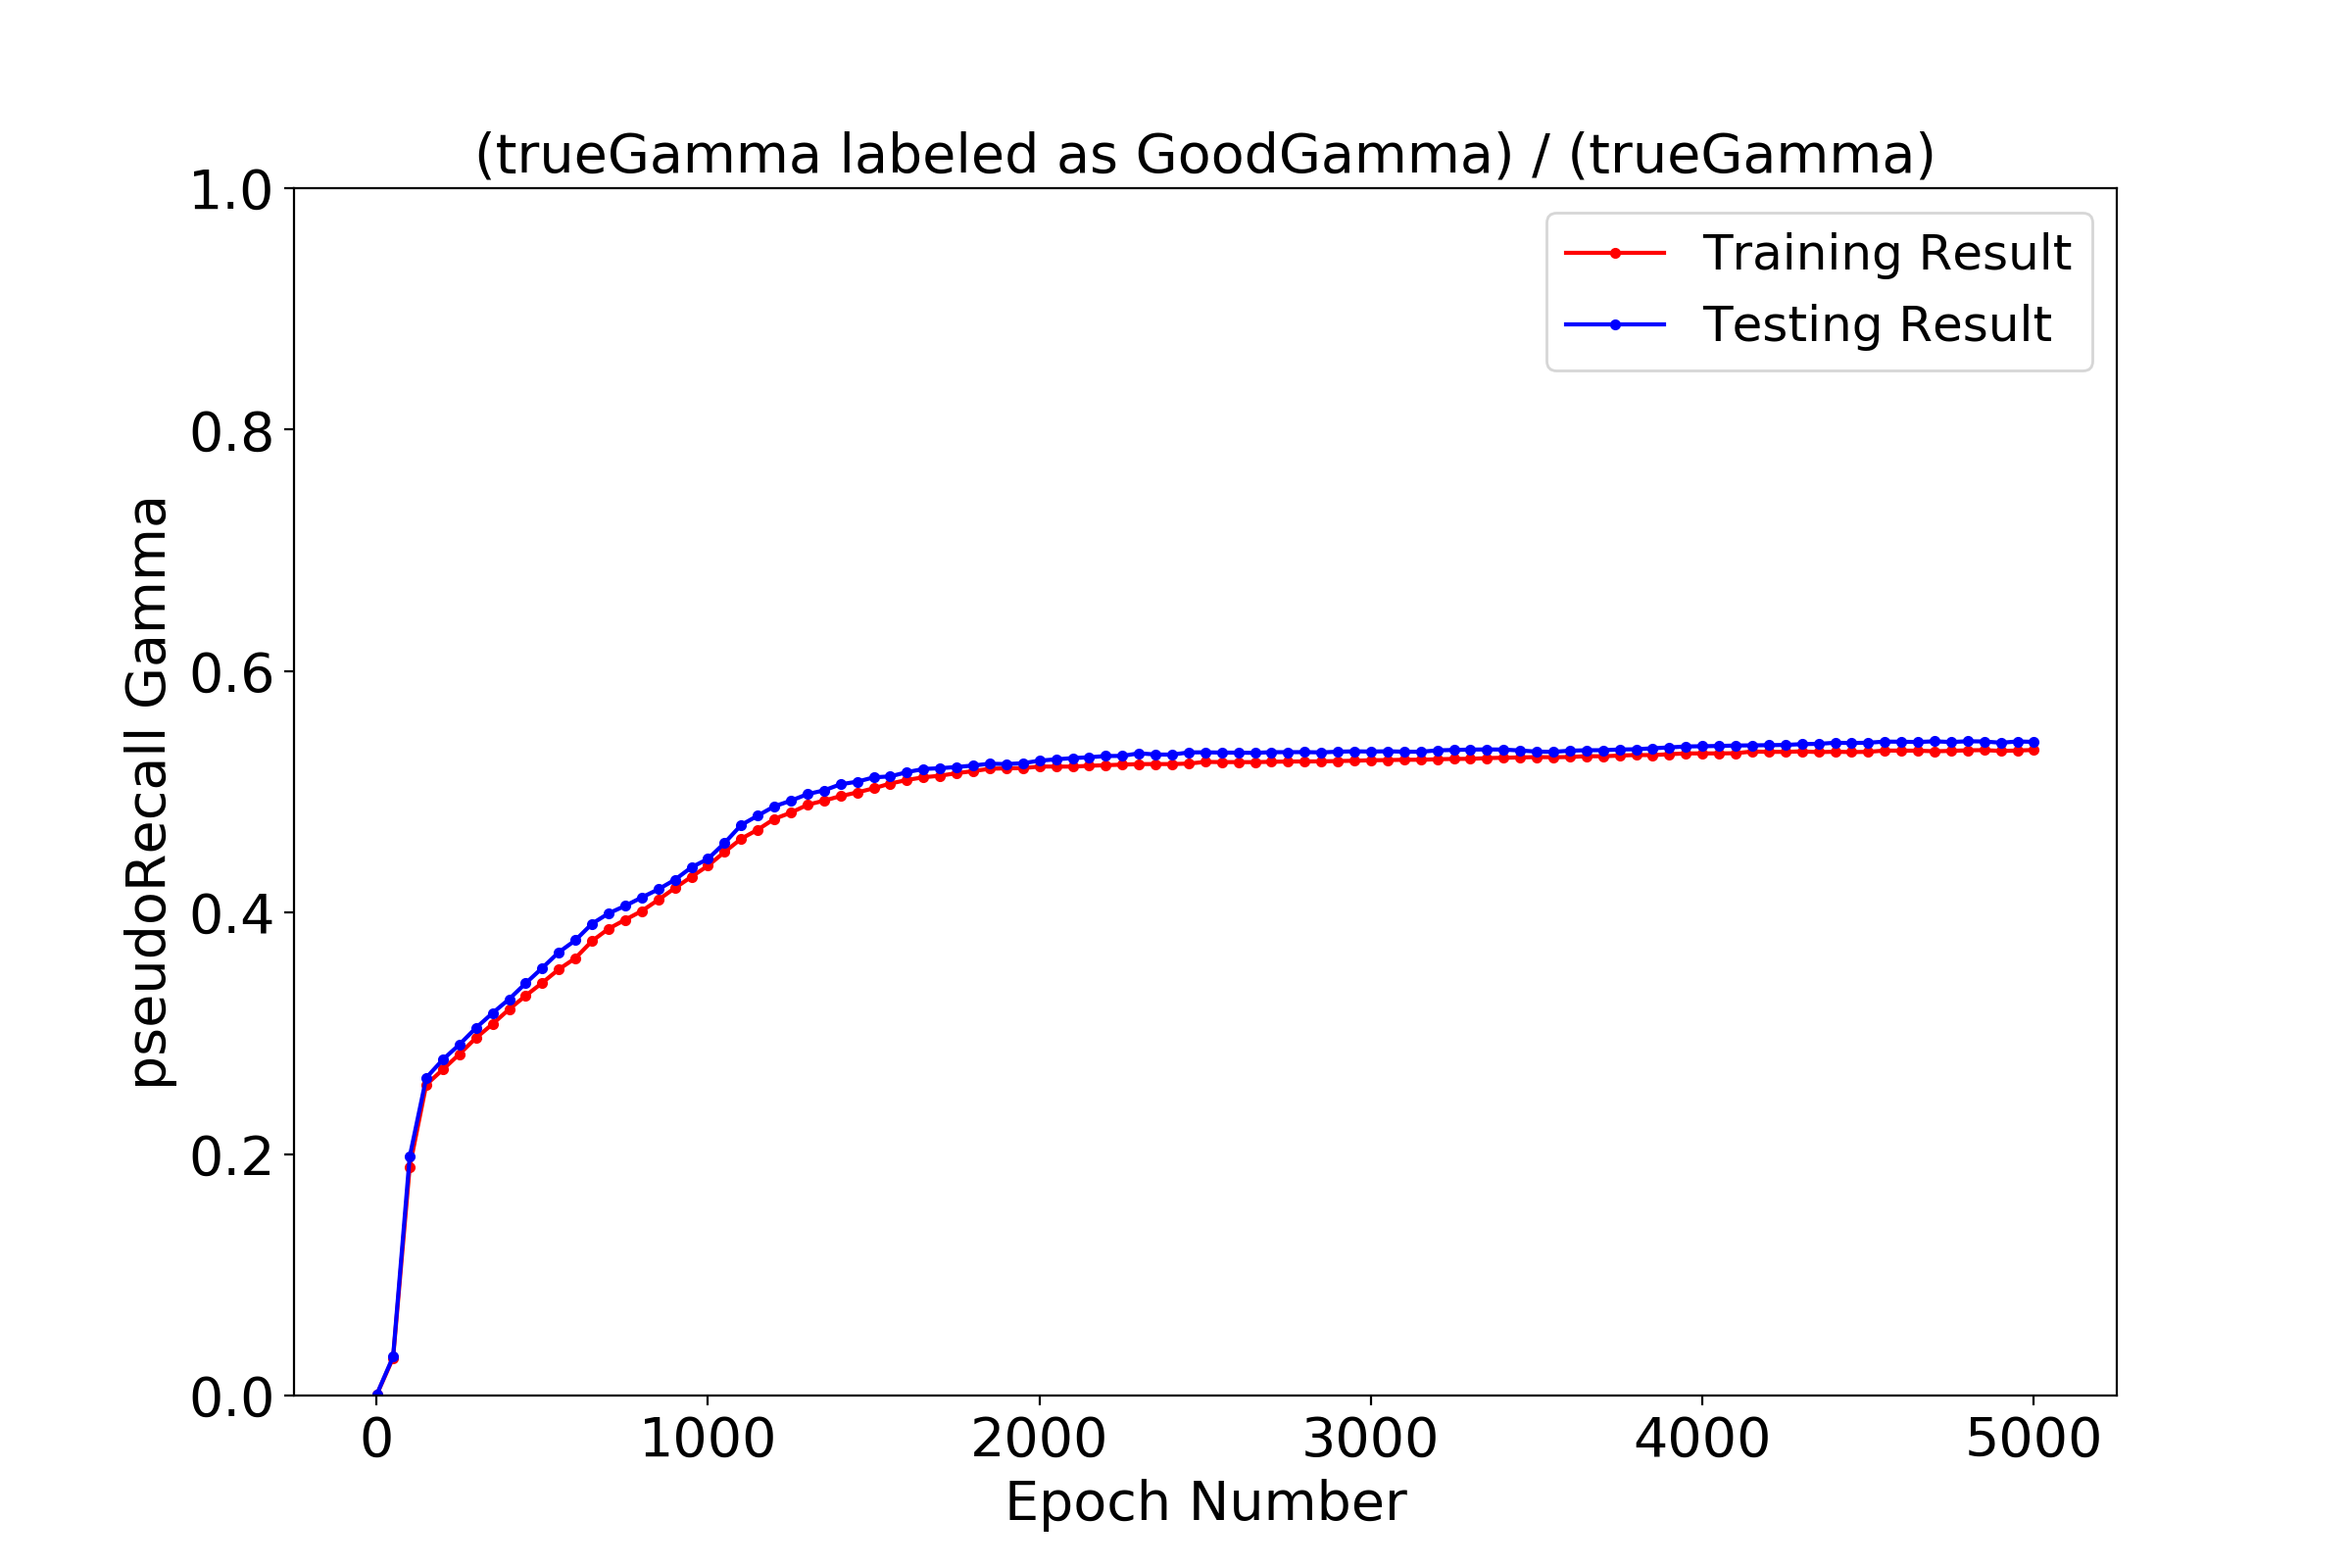 (trueGamma labeled as GoodGamma) / (trueGamma)
1.0
0.8
0.6
0.4
0.2
0.0
pseudoRecall Gamma
Training Result
Testing Result
0 1000 2000 3000 4000 5000
Epoch Number